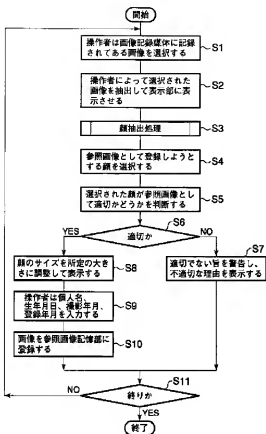 開始
操作者は画像記録媒体に記録
されてある画像を選択する
S1
操作者によって選択された
画像を抽出して表示部に表
示させる
S2
顔抽出処理
S3
参照画像として登録しようと
する顔を選択する
S4
選択された顔が参照画像とし
て適切かどうかを判断する
S5
適切か
S6
YES
NO
顔のサイズを所定の大き
さに調整して表示する
S8
適切でない旨を警告し、
不適切な理由を表示する
S7
操作者は個人名、
生年月日、撮影年月、
登録年月を入力する
S9
画像を参照画像記憶部に
登録する
S10
終りか
S11
NO
YES
終了